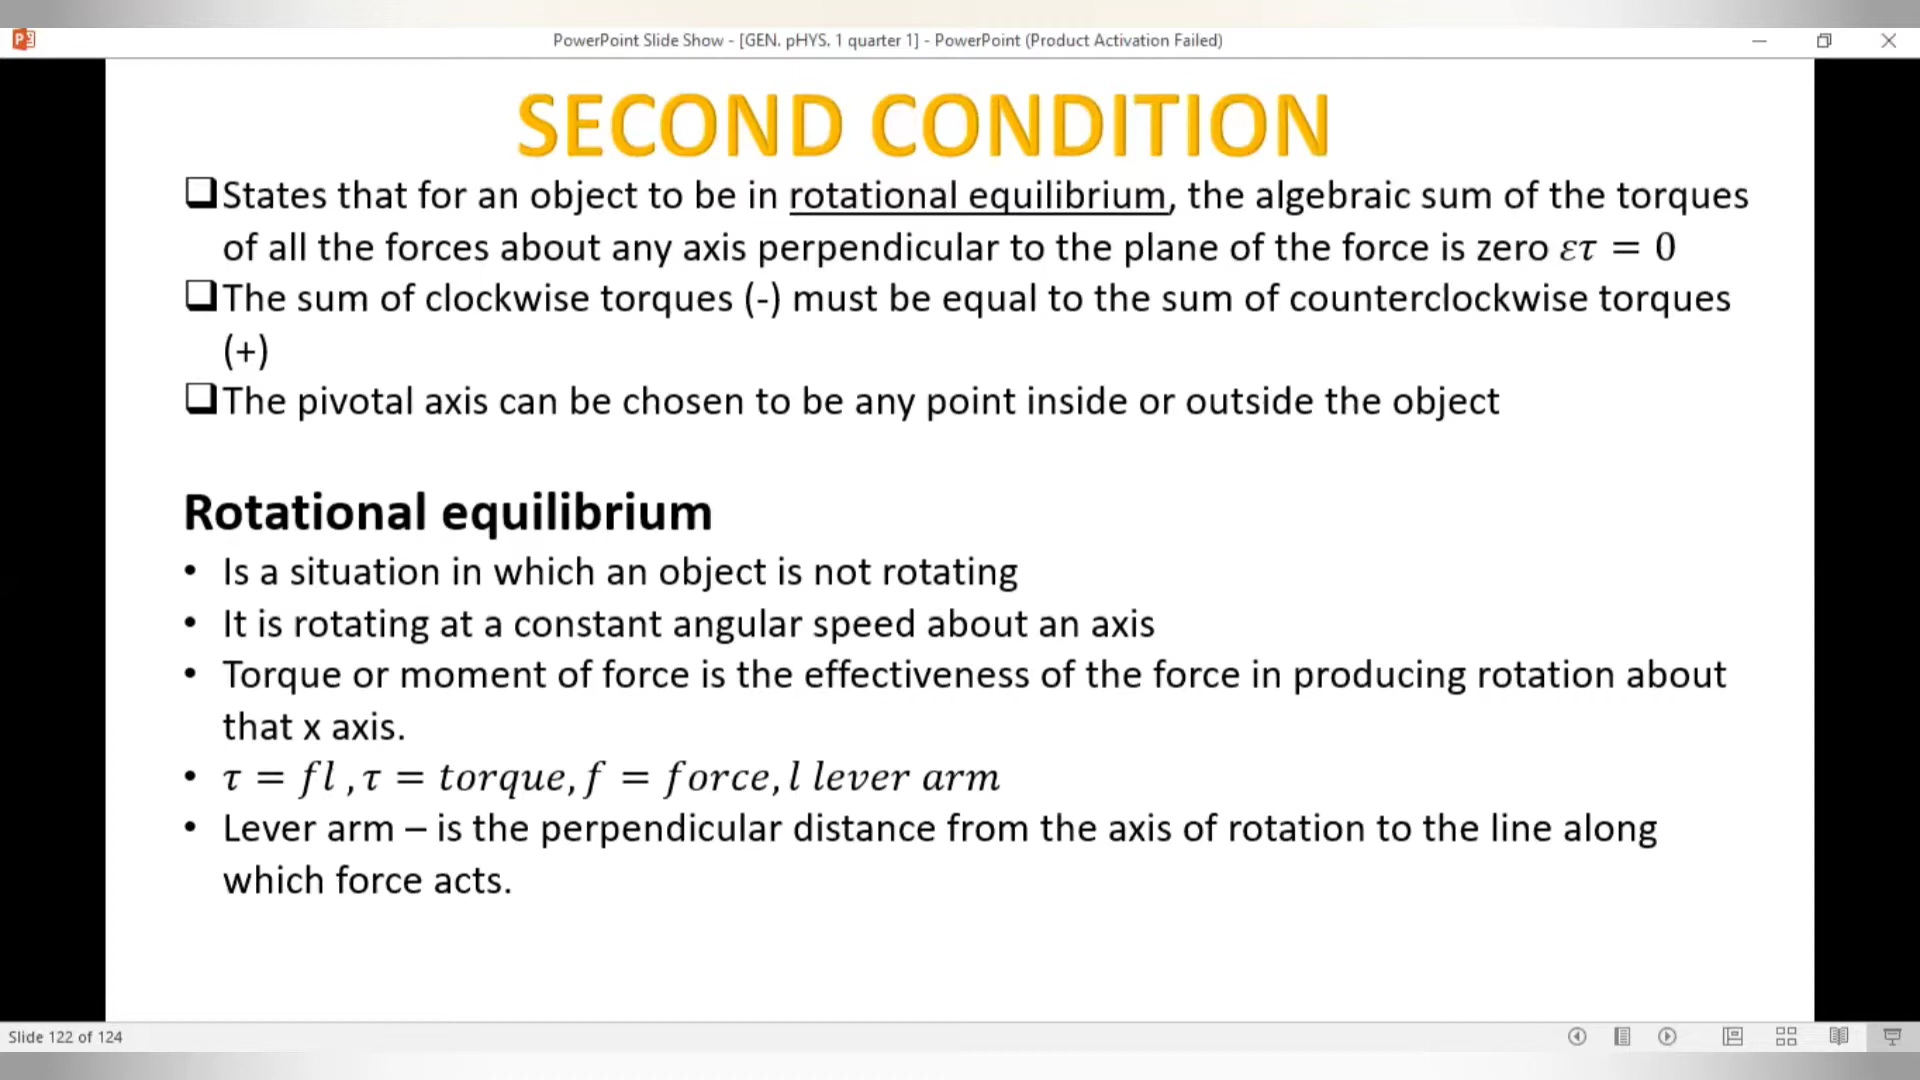 PowerPoint Slide Show - [GEN. pHYS. 1 quarter 1] - PowerPoint (Product Activation Failed)
SECOND CONDITION
❑States that for an object to be in rotational equilibrium, the algebraic sum of the torques
of all the forces about any axis perpendicular to the plane of the force is zero 𝜀𝜏 = 0
❑The sum of clockwise torques (-) must be equal to the sum of counterclockwise torques
(+)
❑The pivotal axis can be chosen to be any point inside or outside the object
Rotational equilibrium
• Is a situation in which an object is not rotating
• It is rotating at a constant angular speed about an axis
• Torque or moment of force is the effectiveness of the force in producing rotation about
that x axis.
• τ = fl ,τ = torque, f = force, l lever arm
• Lever arm – is the perpendicular distance from the axis of rotation to the line along
which force acts.
Slide 122 of 124